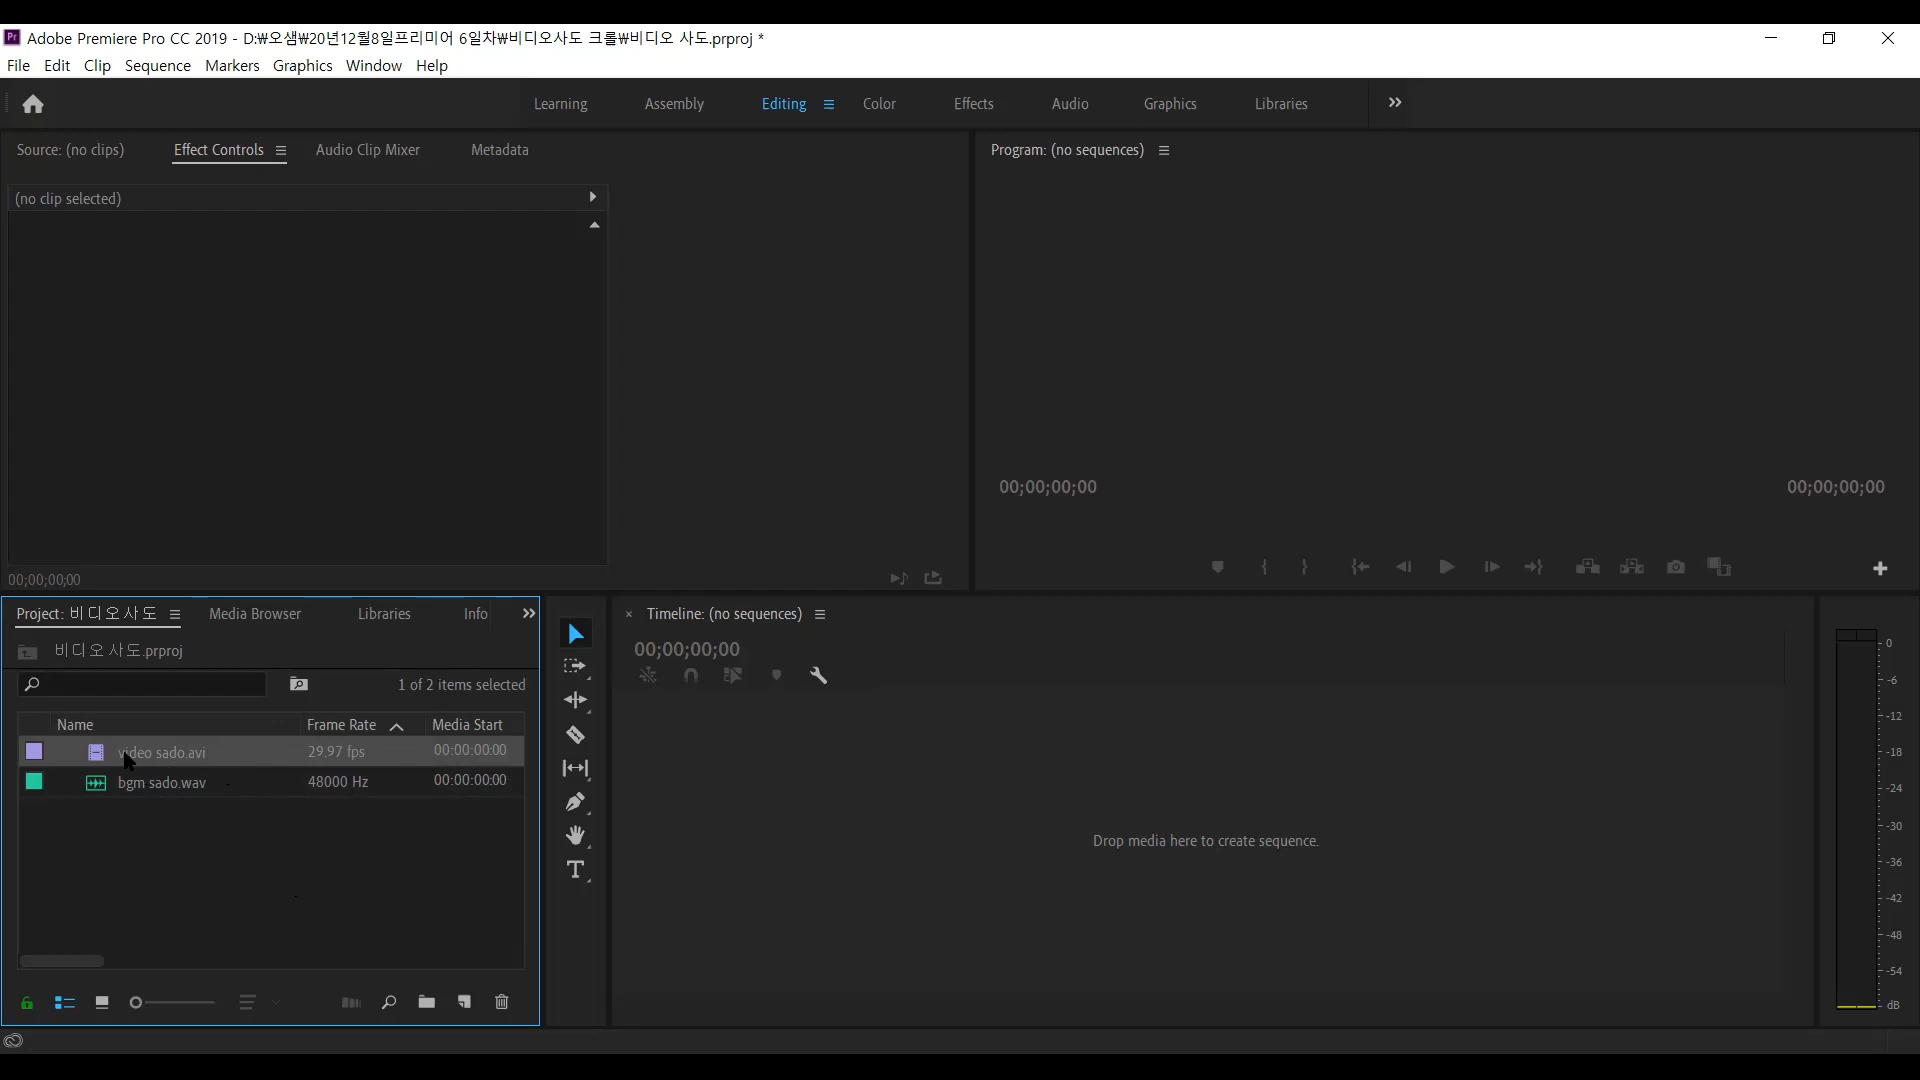 Adobe Premiere Pro CC 2019 - D:₩오샘₩20년12월8일프리미어 6일차₩비디오사도 크롤₩비디오 사도.prproj *
File Edit Clip Sequence Markers Graphics Window Help
Learning Assembly Editing Color Effects Audio Graphics Libraries
Source: (no clips) Effect Controls Audio Clip Mixer Metadata
Program: (no sequences)
(no clip selected)
00;00;00;00 00;00;00;00
00;00;00;00
Project: 비디오사도 Media Browser Libraries Info
Timeline: (no sequences)
비디오 사도.prproj
00;00;00;00
1 of 2 items selected
Name Frame Rate Media Start
video sado.avi 29.97 fps 00:00:00:00
bgm sado.wav 48000 Hz 00:00:00:00
Drop media here to create sequence.
0
-6
-12
-18
-24
-30
-36
-42
-48
-54
dB